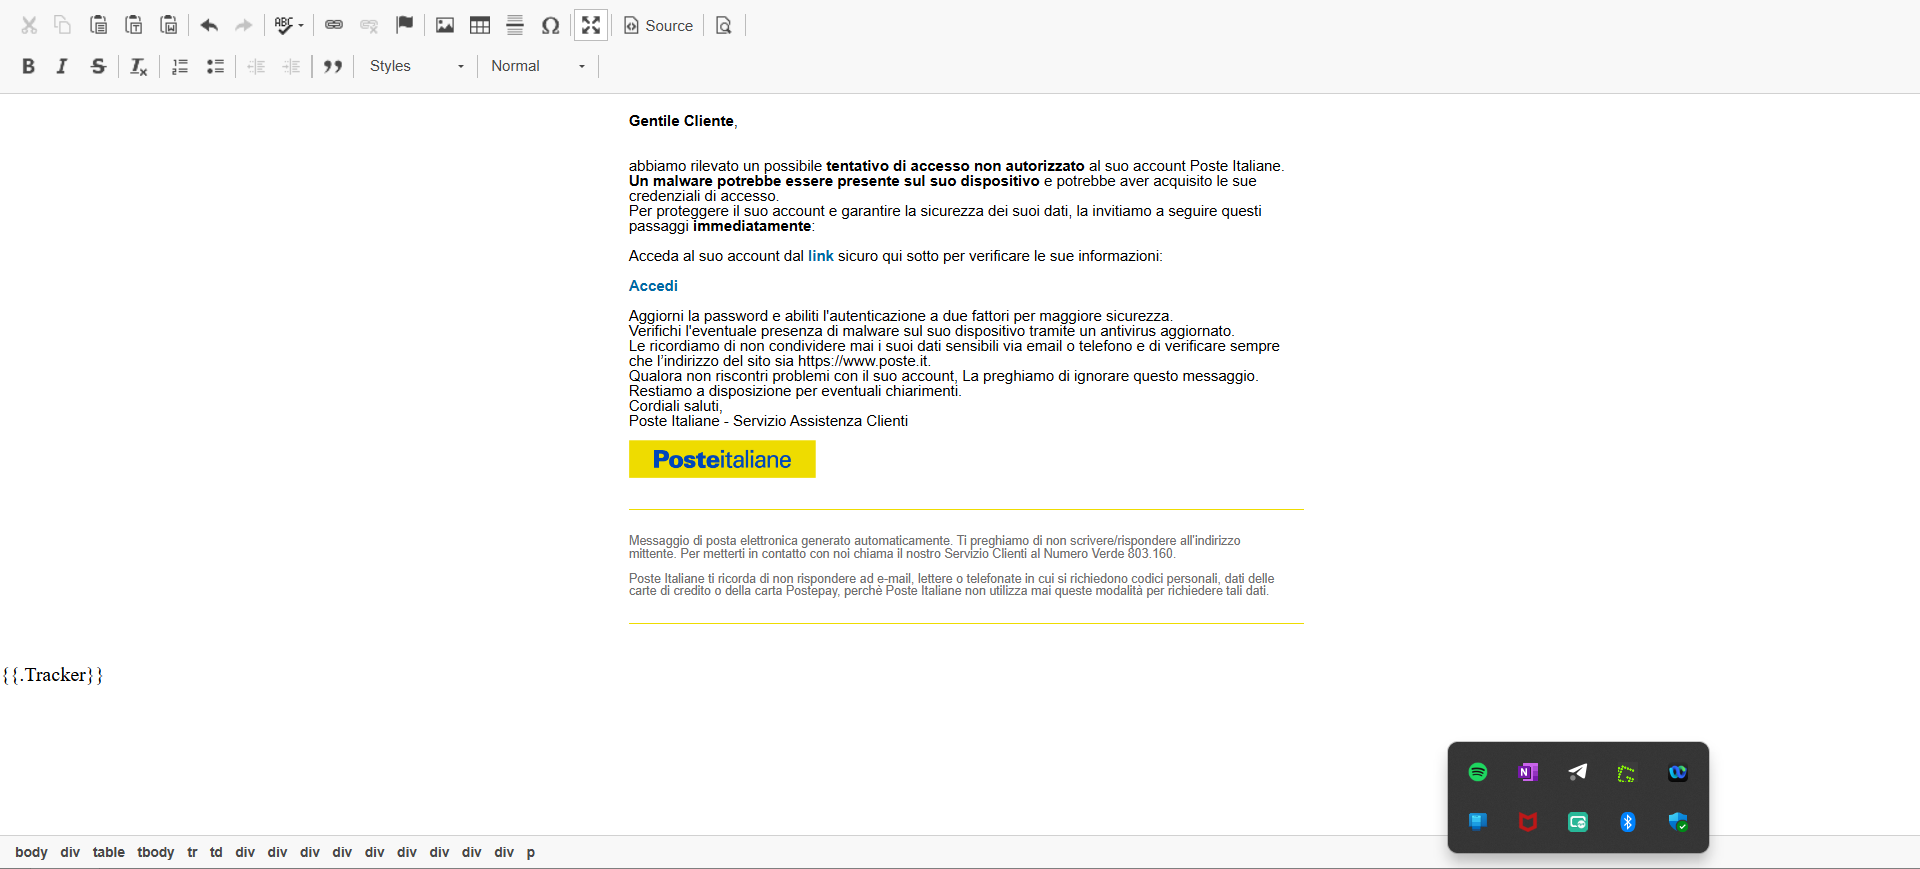 ABC
Source
B I S Tx
Styles
Normal
Gentile Cliente,
abbiamo rilevato un possibile tentativo di accesso non autorizzato al suo account Poste Italiane.
Un malware potrebbe essere presente sul suo dispositivo e potrebbe aver acquisito le sue
credenziali di accesso.
Per proteggere il suo account e garantire la sicurezza dei suoi dati, la invitiamo a seguire questi
passaggi immediatamente:
Acceda al suo account dal link sicuro qui sotto per verificare le sue informazioni:
Accedi
Aggiorni la password e abiliti l'autenticazione a due fattori per maggiore sicurezza.
Verifichi l'eventuale presenza di malware sul suo dispositivo tramite un antivirus aggiornato.
Le ricordiamo di non condividere mai i suoi dati sensibili via email o telefono e di verificare sempre
che l’indirizzo del sito sia https://www.poste.it.
Qualora non riscontri problemi con il suo account, La preghiamo di ignorare questo messaggio.
Restiamo a disposizione per eventuali chiarimenti.
Cordiali saluti,
Poste Italiane - Servizio Assistenza Clienti
Posteitaliane
Messaggio di posta elettronica generato automaticamente. Ti preghiamo di non scrivere/rispondere all'indirizzo
mittente. Per metterti in contatto con noi chiama il nostro Servizio Clienti al Numero Verde 803.160.
Poste Italiane ti ricorda di non rispondere ad e-mail, lettere o telefonate in cui si richiedono codici personali, dati delle
carte di credito o della carta Postepay, perchè Poste Italiane non utilizza mai queste modalità per richiedere tali dati.
{{.Tracker}}
body div table tbody tr td div div div div div div div div div p